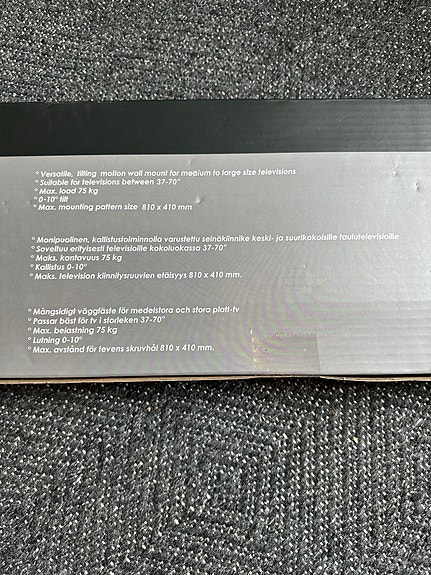 ° Versatile, tilting motion wall mount for medium to large size televisions
° Suitable for televisions between 37-70"
° Max. load 75 kg
° 0-10° tilt
° Max. mounting pattern size 810 x 410 mm
° Monipuolinen, kallistustoiminnolla varustettu seinäkiinnike keski- ja suurikokoisille taulutelevisioille
° Soveltuu erityisesti televisioille kokoluokassa 37-70"
° Maks. kantavuus 75 kg
° Kallistus 0-10°
° Maks. television kiinnitysruuvien etäisyys 810 x 410 mm.
° Mångsidigt väggfäste för medelstora och stora platt-tv
° Passar bäst för tv i storleken 37-70"
° Max. belastning 75 kg
° Lutning 0-10°
° Max. avstånd för tevens skruvhål 810 x 410 mm.